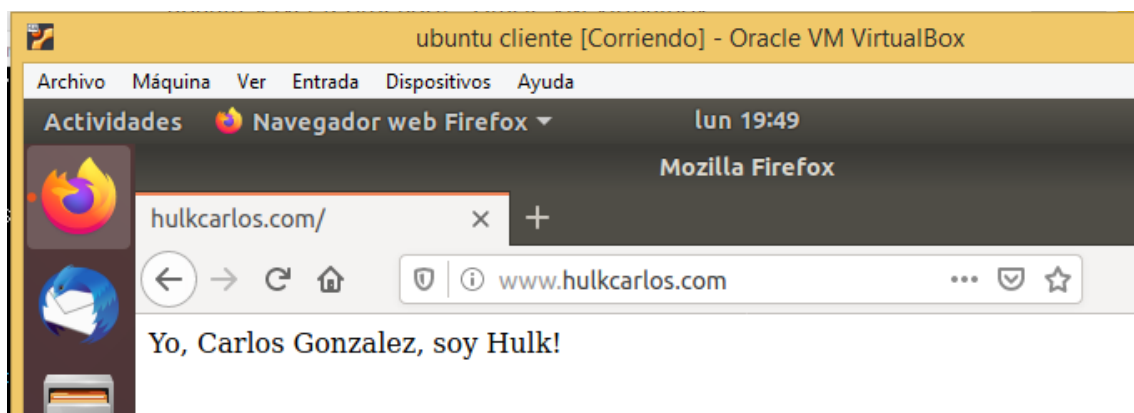 ubuntu cliente [Corriendo] - Oracle VM VirtualBox
Archivo Máquina Ver Entrada Dispositivos Ayuda
Actividades Navegador web Firefox lun 19:49
Mozilla Firefox
hulkcarlos.com/
www.hulkcarlos.com
Yo, Carlos Gonzalez, soy Hulk!